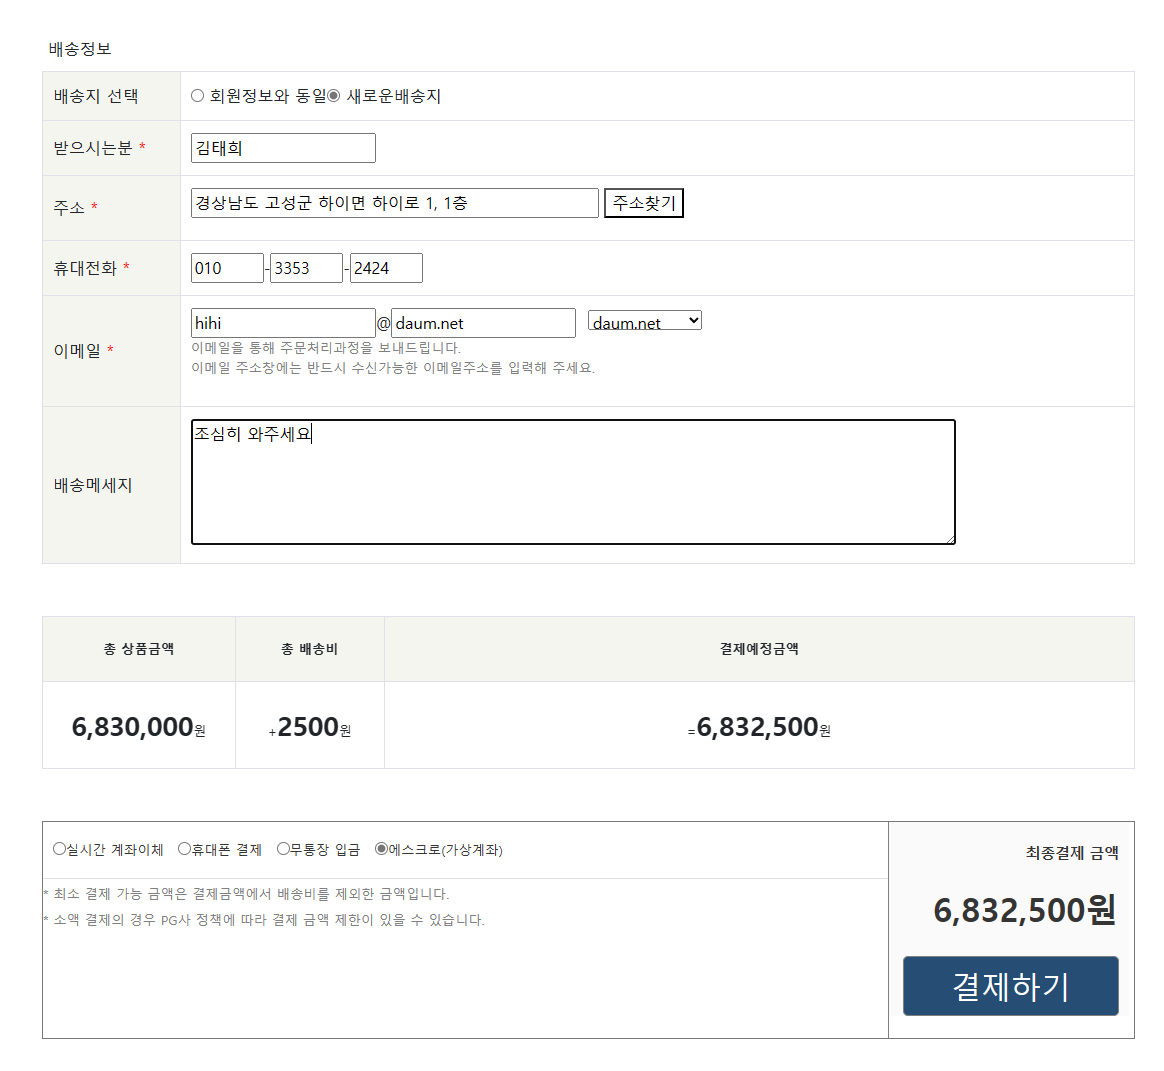 배송정보
배송지 선택 회원정보와 동일 새로운배송지
받으시는분 * 김태희
주소 * 경상남도 고성군 하이면 하이로 1, 1층 주소찾기
휴대전화 * 010 - 3353 - 2424
hihi @ daum.net daum.net
이메일을 통해 주문처리과정을 보내드립니다.
이메일 *
이메일 주소창에는 반드시 수신가능한 이메일주소를 입력해 주세요.
조심히 와주세요
배송메세지
총 상품금액 총 배송비 결제예정금액
6,830,000원 +2500원 =6,832,500원
실시간 계좌이체 휴대폰 결제 무통장 입금 에스크로(가상계좌)
* 최소 결제 가능 금액은 결제금액에서 배송비를 제외한 금액입니다.
* 소액 결제의 경우 PG사 정책에 따라 결제 금액 제한이 있을 수 있습니다.
최종결제 금액
6,832,500원
결제하기